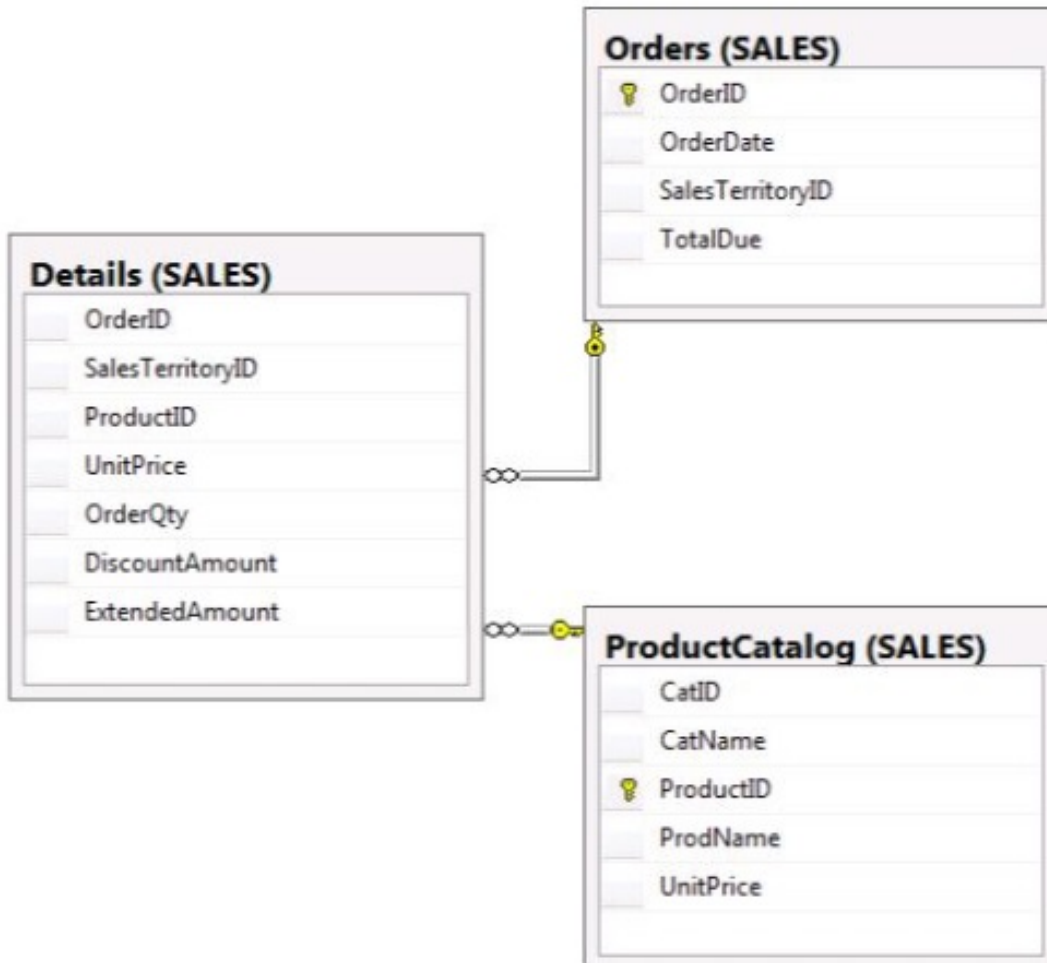 Orders (SALES)
OrderID
OrderDate
SalesTerritoryID
TotalDue
Details (SALES)
OrderID
SalesTerritoryID
ProductID
UnitPrice
OrderQty
DiscountAmount
ExtendedAmount
ProductCatalog (SALES)
CatID
CatName
ProductID
ProdName
UnitPrice